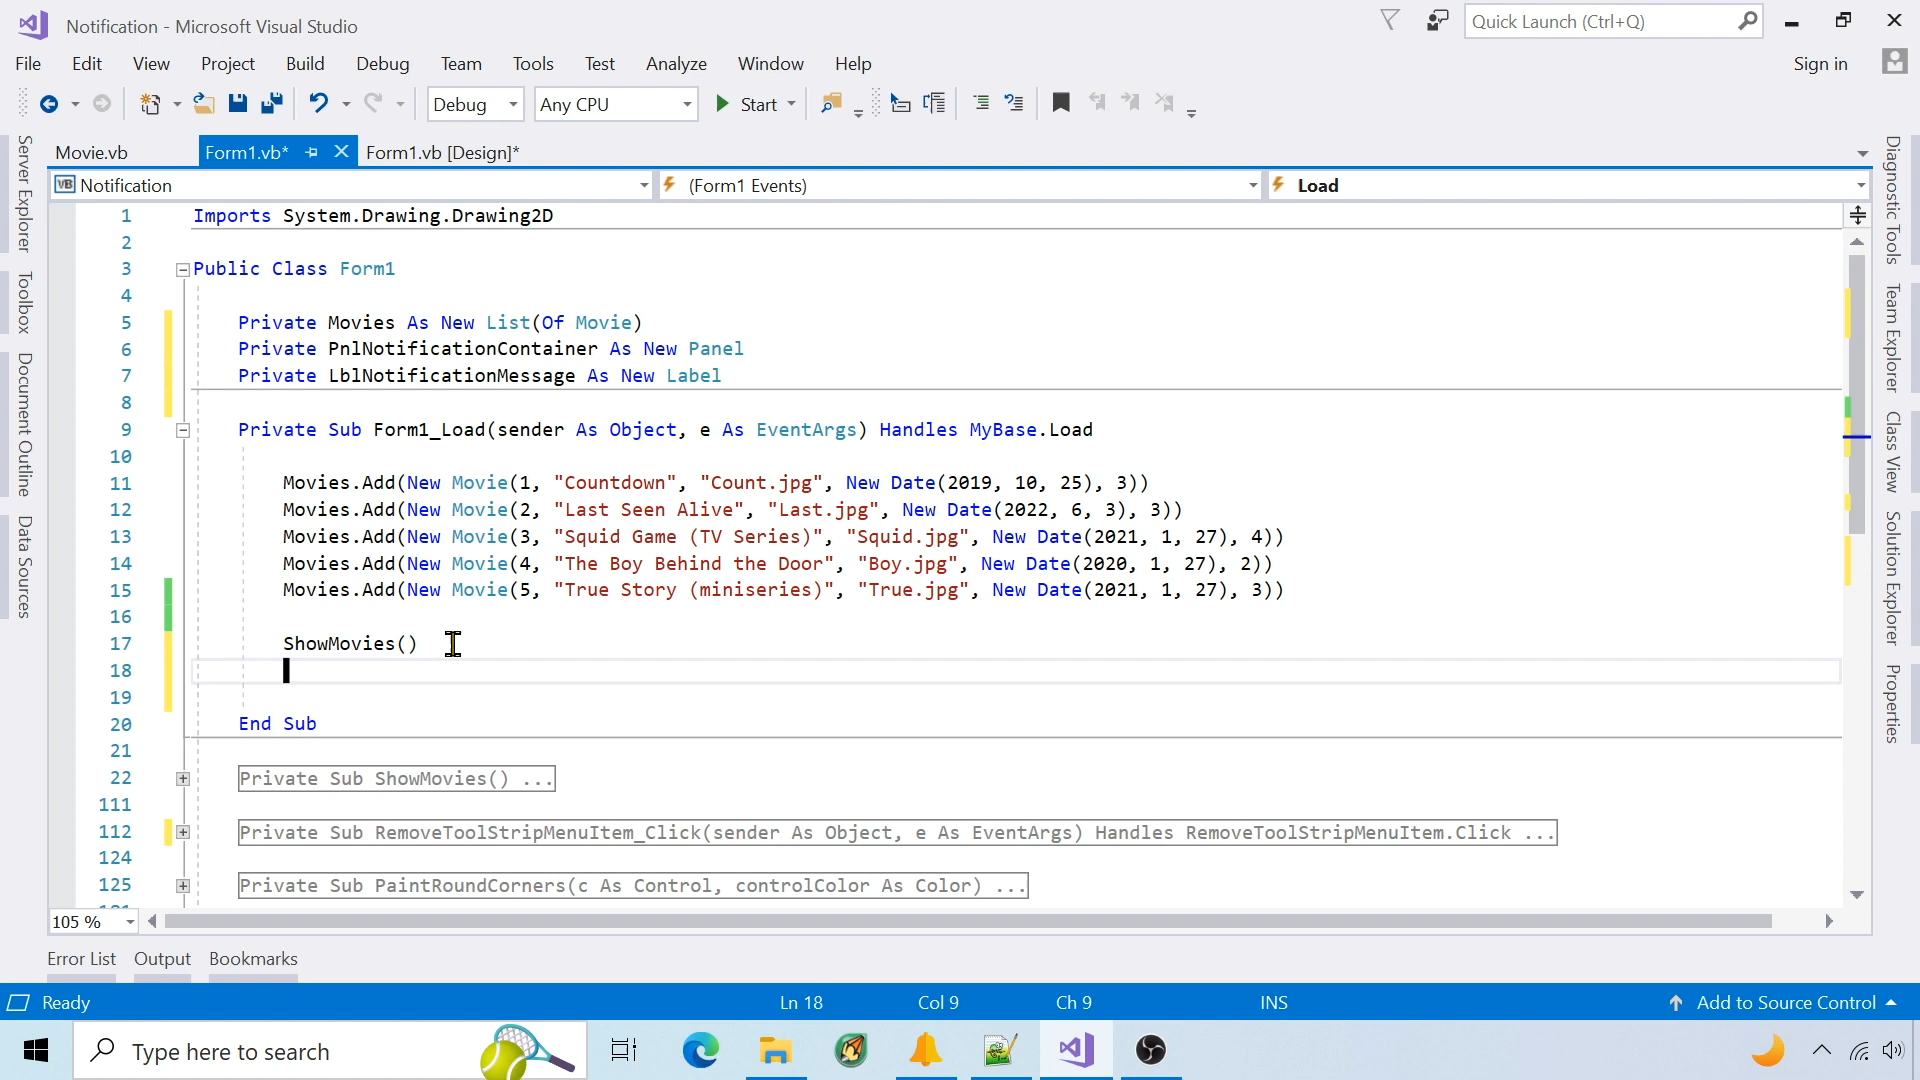 Notification - Microsoft Visual Studio
Quick Launch (Ctrl+Q)
File Edit View Project Build Debug Team Tools Test Analyze Window Help
Sign in
Debug Any CPU Start
Movie.vb Form1.vb* Form1.vb [Design]*
VB Notification (Form1 Events) Load
Server Explorer
Toolbox
Document Outline
Data Sources
1 Imports System.Drawing.Drawing2D
2
3 Public Class Form1
4
5 Private Movies As New List(Of Movie)
6 Private PnlNotificationContainer As New Panel
7 Private LblNotificationMessage As New Label
8
9 Private Sub Form1_Load(sender As Object, e As EventArgs) Handles MyBase.Load
10
11 Movies.Add(New Movie(1, "Countdown", "Count.jpg", New Date(2019, 10, 25), 3))
12 Movies.Add(New Movie(2, "Last Seen Alive", "Last.jpg", New Date(2022, 6, 3), 3))
13 Movies.Add(New Movie(3, "Squid Game (TV Series)", "Squid.jpg", New Date(2021, 1, 27), 4))
14 Movies.Add(New Movie(4, "The Boy Behind the Door", "Boy.jpg", New Date(2020, 1, 27), 2))
15 Movies.Add(New Movie(5, "True Story (miniseries)", "True.jpg", New Date(2021, 1, 27), 3))
16
17 ShowMovies()
18
19
20 End Sub
21
22 Private Sub ShowMovies() ...
111
112 Private Sub RemoveToolStripMenuItem_Click(sender As Object, e As EventArgs) Handles RemoveToolStripMenuItem.Click ...
124
125 Private Sub PaintRoundCorners(c As Control, controlColor As Color) ...
Diagnostic Tools
Team Explorer
Class View
Solution Explorer
Properties
105 %
Error List Output Bookmarks
Ready Ln 18 Col 9 Ch 9 INS Add to Source Control
Type here to search